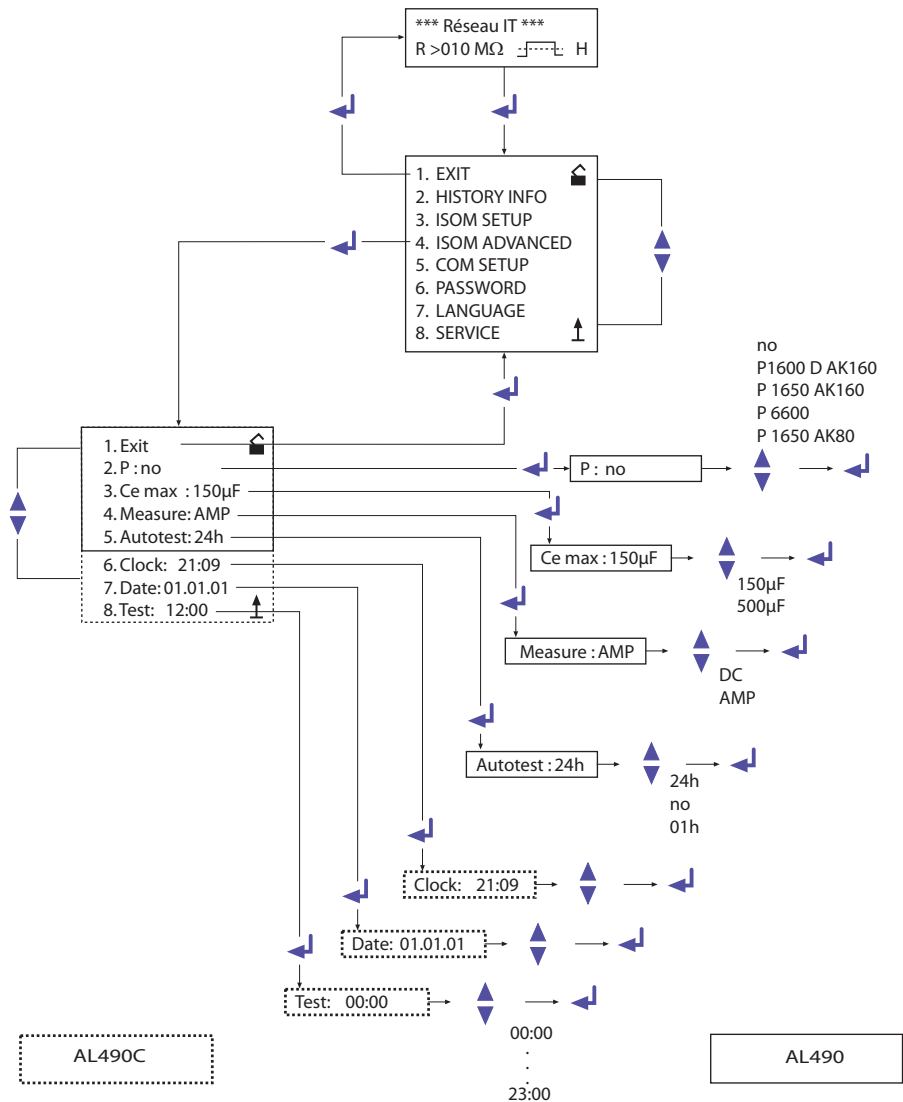 *** Réseau IT ***
R >010 MΩ H
1. EXIT
2. HISTORY INFO
3. ISOM SETUP
4. ISOM ADVANCED
5. COM SETUP
6. PASSWORD
7. LANGUAGE
8. SERVICE
no
P1600 D AK160
P 1650 AK160
P 6600
P 1650 AK80
1. Exit
2. P : no
3. Ce max : 150µF
4. Measure: AMP
5. Autotest: 24h
6. Clock: 21:09
7. Date: 01.01.01
8. Test: 12:00
P : no
Ce max : 150µF
150µF
500µF
Measure : AMP
DC
AMP
Autotest : 24h
24h
no
01h
Clock: 21:09
Date: 01.01.01
Test: 00:00
00:00
.
.
.
23:00
AL490C
AL490